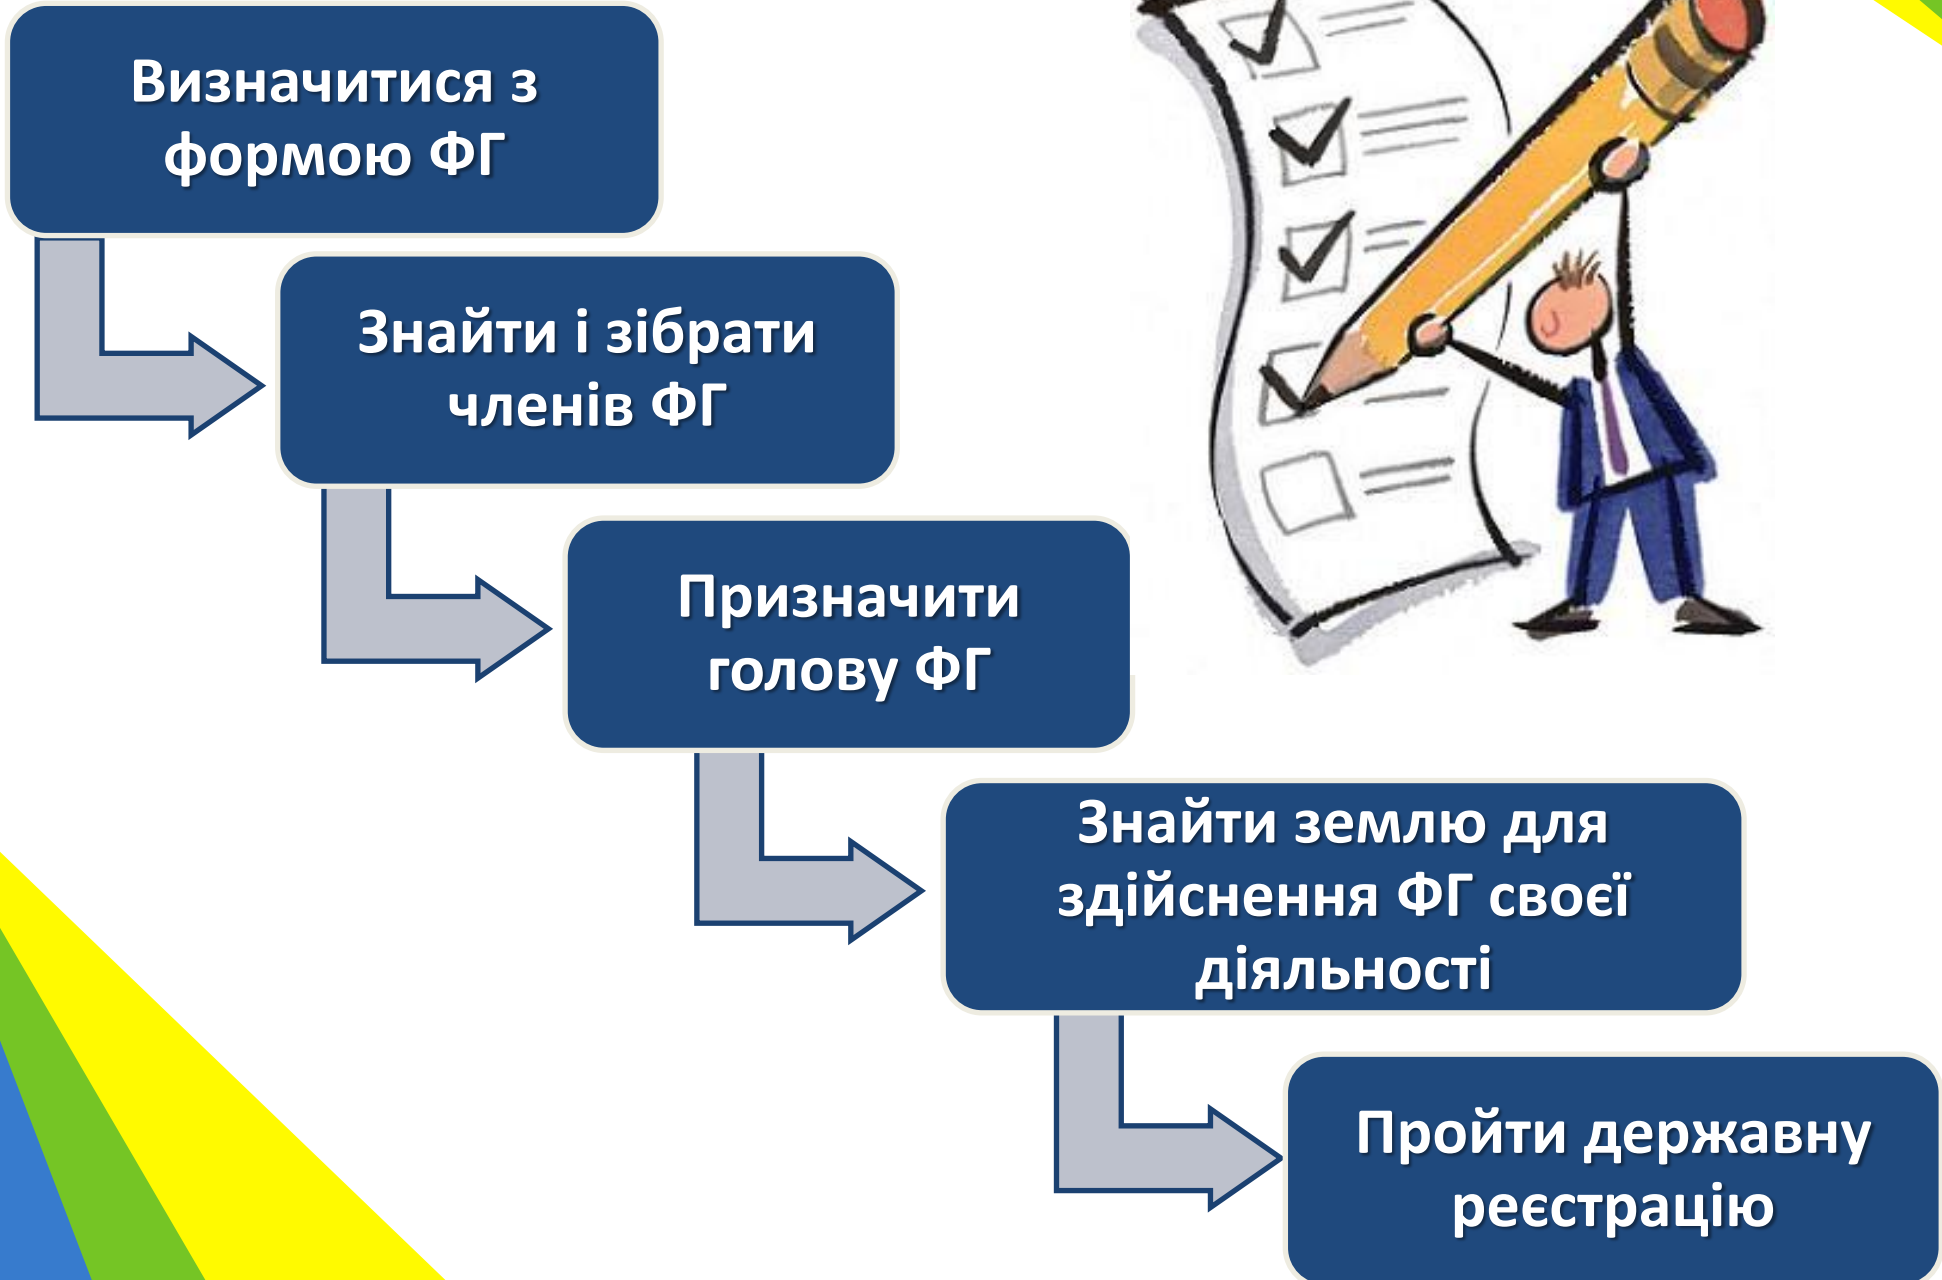 Визначитися з
формою ФГ
Знайти і зібрати
членів ФГ
Призначити
голову ФГ
Знайти землю для
здійснення ФГ своєї
діяльності
Пройти державну
реєстрацію